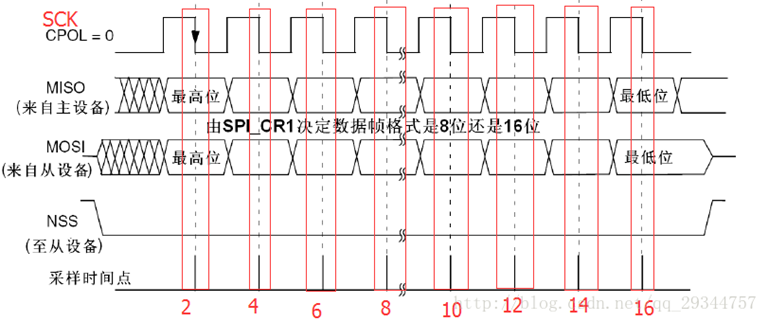 SCK
CPOL = 0
MISO
(来自主设备)
最高位
最低位
由SPI_CR1决定数据帧格式是8位还是16位
MOSI
(来自从设备)
最高位
最低位
NSS
(至从设备)
采样时间点
2 4 6 8 10 12 14 16
http://blog.csdn.net/qq_29344757